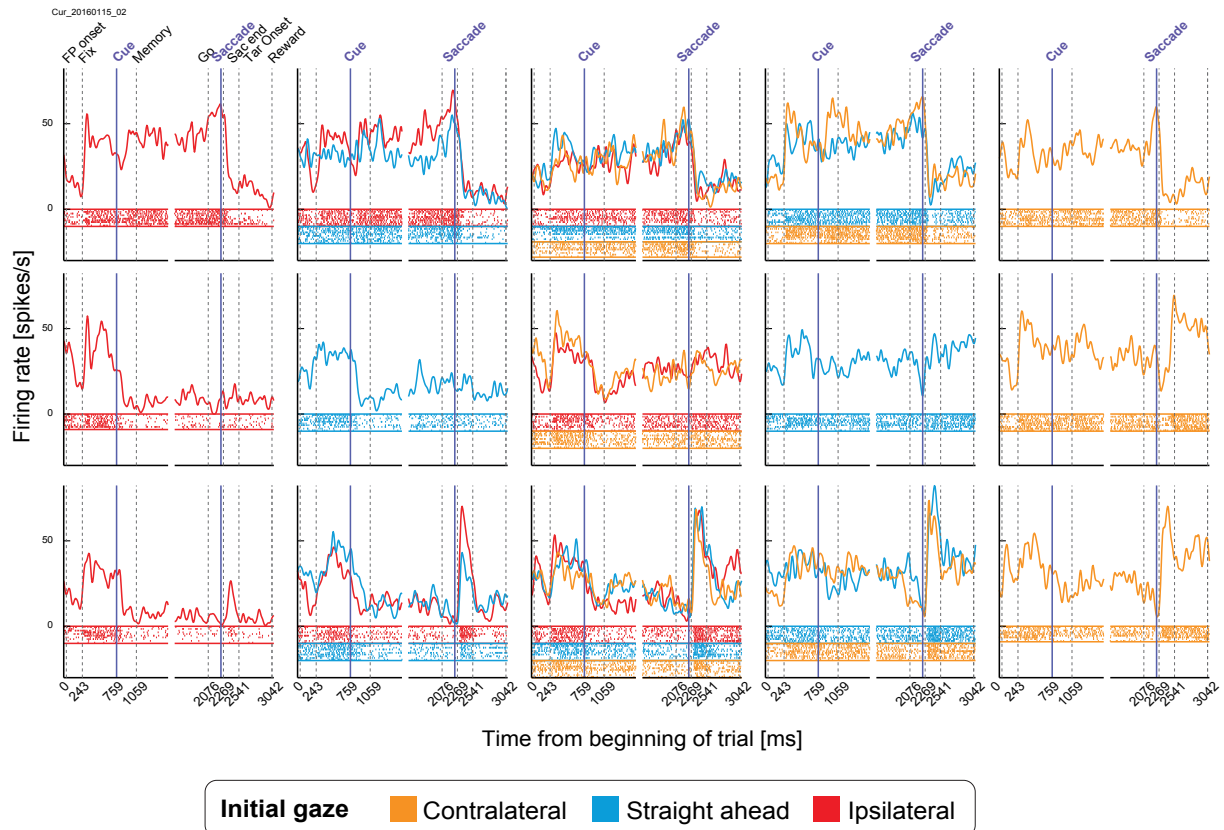 Cur_20160115_02
FP onset
Fix
Cue
Memory
Go
Saccade
Sac end
Tar Onset
Reward
Cue
Saccade
Cue
Saccade
Cue
Saccade
Cue
Saccade
50
0
50
0
50
0
Firing rate [spikes/s]
0 243 759 1059 2076 2269 2541 3042
0 243 759 1059 2076 2269 2541 3042
0 243 759 1059 2076 2269 2541 3042
0 243 759 1059 2076 2269 2541 3042
0 243 759 1059 2076 2269 2541 3042
Time from beginning of trial [ms]
Initial gaze Contralateral Straight ahead Ipsilateral